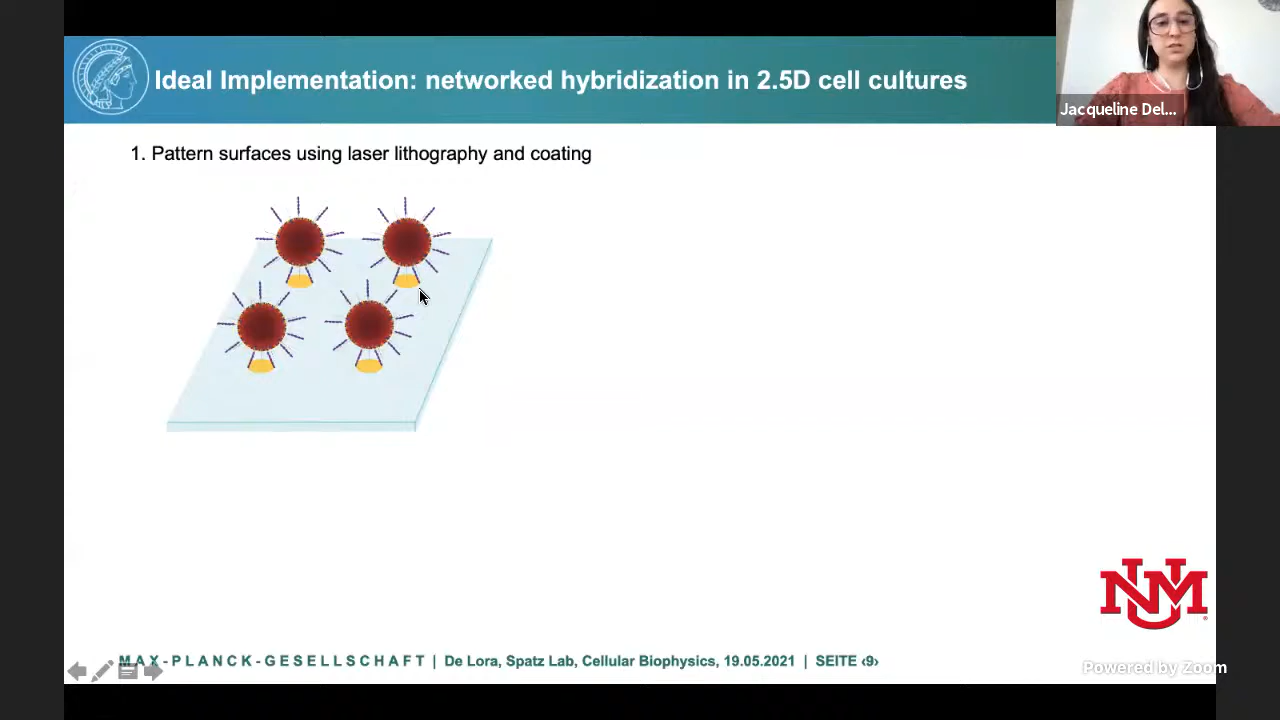 Ideal Implementation: networked hybridization in 2.5D cell cultures
Jacqueline Del...
1. Pattern surfaces using laser lithography and coating
UNM
®
MAX-PLANCK-GESELLSCHAFT | De Lora, Spatz Lab, Cellular Biophysics, 19.05.2021 | SEITE ‹9›
Powered by Zoom